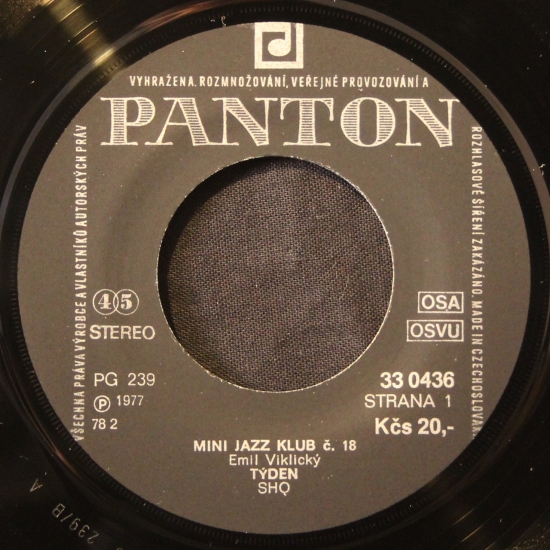 VYHRAŽENA. ROZMNOŽOVÁNÍ, VEŘEJNÉ PROVOZOVÁNÍ A
PANTON
VŠECHNA PRÁVA VÝROBCE A VLASTNÍKŮ AUTORSKÝCH PRÁV
ROZHLASOVÉ ŠÍŘENÍ ZAKÁZÁNO. MADE IN CZECHOSLOVAKIA
45
STEREO
OSA
OSVU
PG 239
℗ 1977
78 2
33 0436
STRANA 1
Kčs 20,-
MINI JAZZ KLUB č. 18
Emil Viklický
TÝDEN
SHQ
239/B A